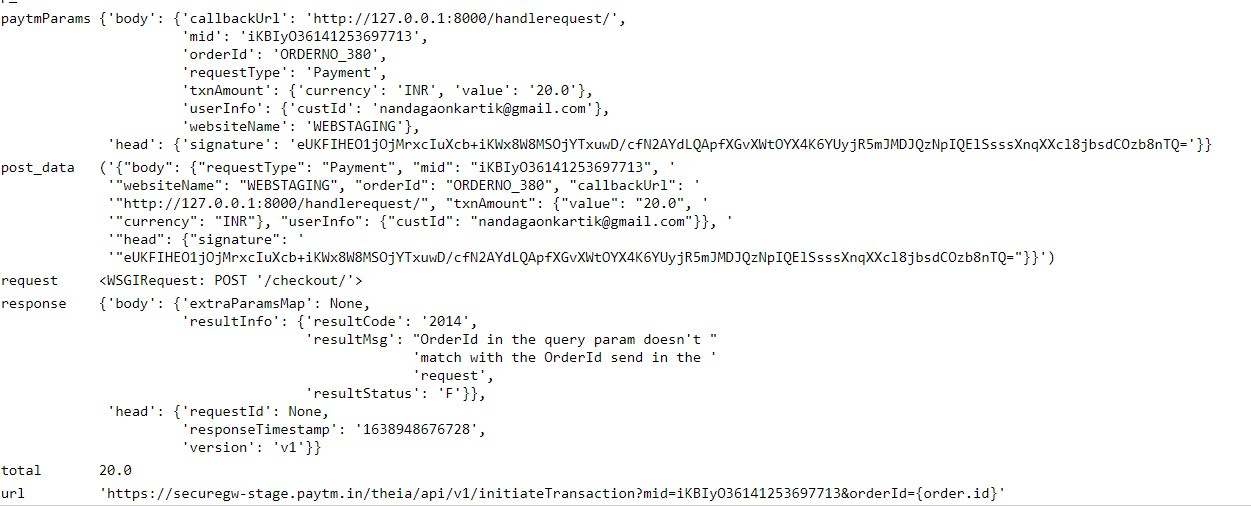 paytmParams {'body': {'callbackUrl': 'http://127.0.0.1:8000/handlerequest/',
'mid': 'iKBIyO36141253697713',
'orderId': 'ORDERNO_380',
'requestType': 'Payment',
'txnAmount': {'currency': 'INR', 'value': '20.0'},
'userInfo': {'custId': 'nandagaonkartik@gmail.com'},
'websiteName': 'WEBSTAGING'},
'head': {'signature': 'eUKFIHEO1jOjMrxcIuXcb+iKWx8W8MSOjYTxuwD/cfN2AYdLQApfXGvXWtOYX4K6YUyjR5mJMDJQzNpIQElSsssXnqXXcl8jbsdCOzb8nTQ='}}
post_data ('{"body": {"requestType": "Payment", "mid": "iKBIyO36141253697713", '
'"websiteName": "WEBSTAGING", "orderId": "ORDERNO_380", "callbackUrl": '
'"http://127.0.0.1:8000/handlerequest/", "txnAmount": {"value": "20.0", '
'"currency": "INR"}, "userInfo": {"custId": "nandagaonkartik@gmail.com"}}, '
'"head": {"signature": '
'"eUKFIHEO1jOjMrxcIuXcb+iKWx8W8MSOjYTxuwD/cfN2AYdLQApfXGvXWtOYX4K6YUyjR5mJMDJQzNpIQElSsssXnqXXcl8jbsdCOzb8nTQ="}}')
request <WSGIRequest: POST '/checkout/'>
response {'body': {'extraParamsMap': None,
'resultInfo': {'resultCode': '2014',
'resultMsg': "OrderId in the query param doesn't "
'match with the OrderId send in the '
'request',
'resultStatus': 'F'}},
'head': {'requestId': None,
'responseTimestamp': '1638948676728',
'version': 'v1'}}
total 20.0
url 'https://securegw-stage.paytm.in/theia/api/v1/initiateTransaction?mid=iKBIyO36141253697713&orderId={order.id}'